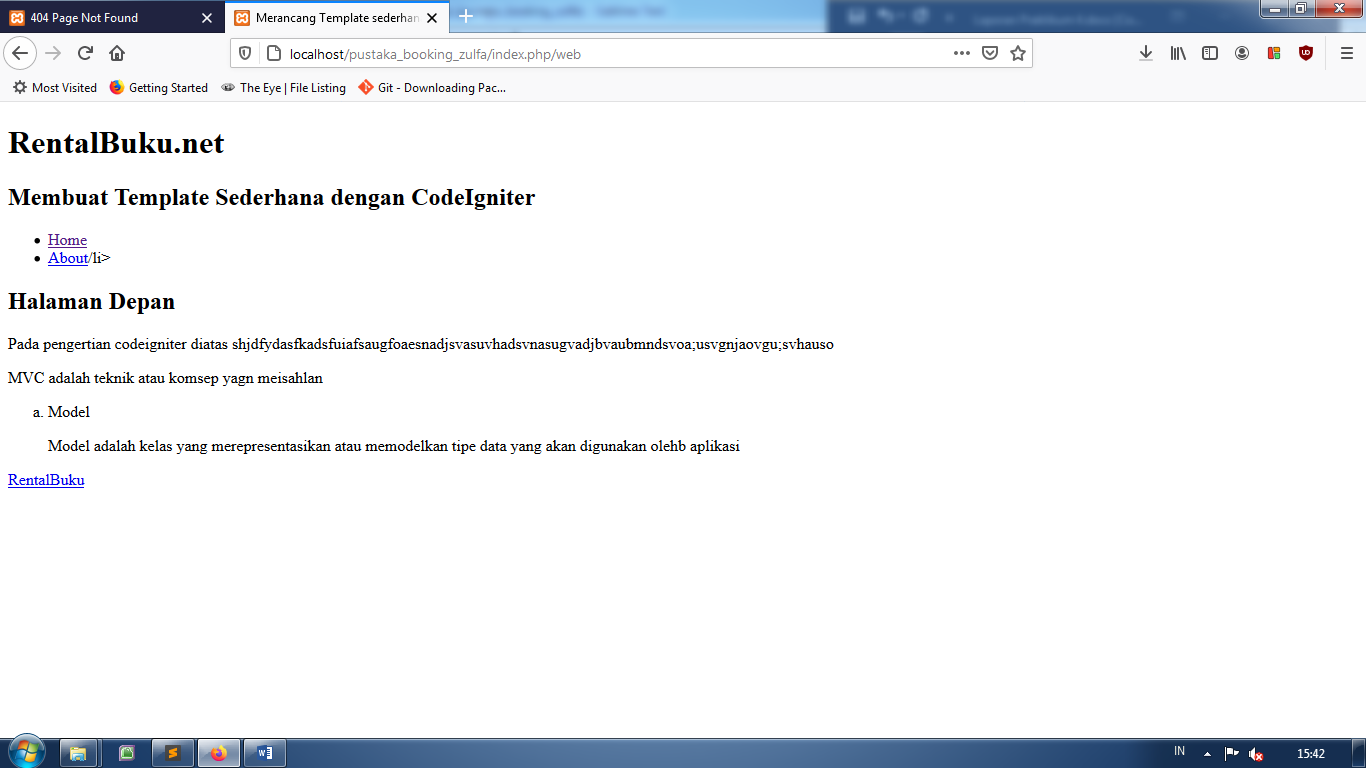 404 Page Not Found
Merancang Template sederhan
localhost/pustaka_booking_zulfa/index.php/web
Most Visited
Getting Started
The Eye | File Listing
Git - Downloading Pac...
RentalBuku.net
Membuat Template Sederhana dengan CodeIgniter
• Home
• About/li>
Halaman Depan
Pada pengertian codeigniter diatas shjdfydasfkadsfuiafsaugfoaesnadjsvasuvhadsvnasugvadjbvaubmndsvoa;usvgnjaovgu;svhauso
MVC adalah teknik atau komsep yagn meisahlan
a. Model
Model adalah kelas yang merepresentasikan atau memodelkan tipe data yang akan digunakan olehb aplikasi
RentalBuku
IN
15:42